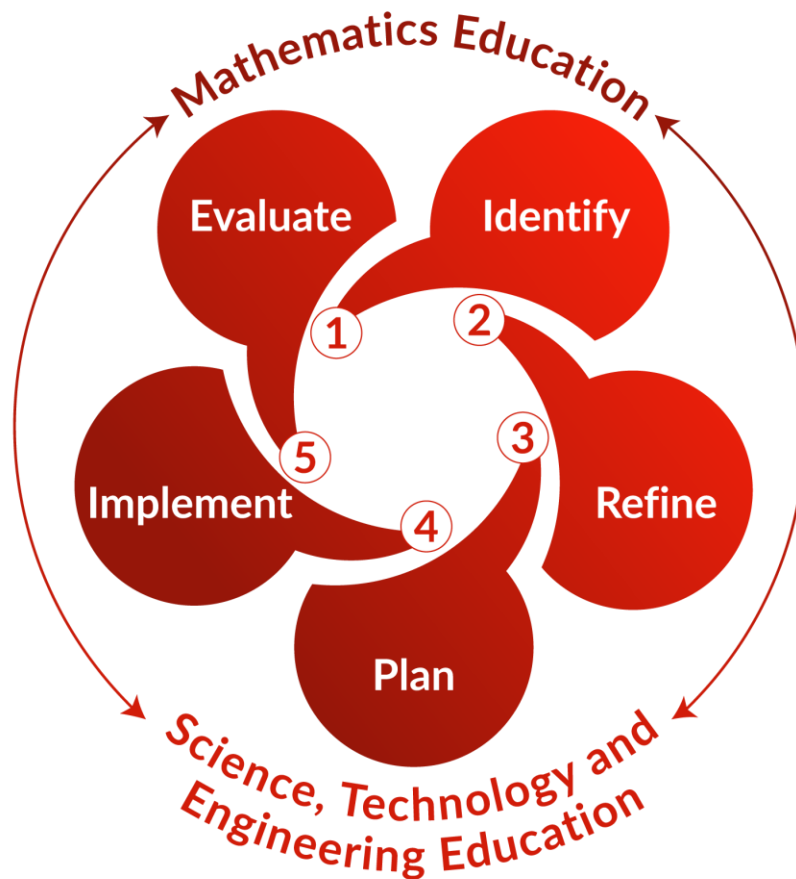 Mathematics Education
Evaluate
Identify
1
2
3
5
4
Implement
Refine
Plan
Science, Technology and
Engineering Education